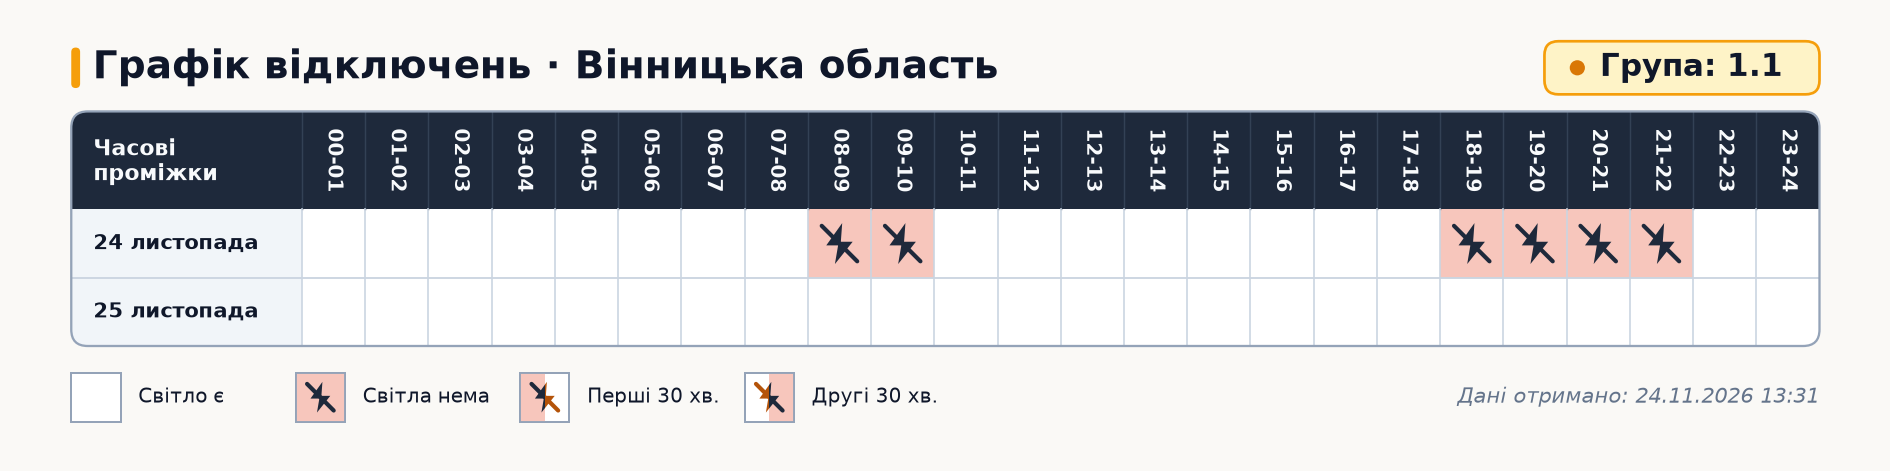 Графік відключень · Вінницька область
Група: 1.1
Часові
проміжки
00-01 01-02 02-03 03-04 04-05 05-06 06-07 07-08 08-09 09-10 10-11 11-12 12-13 13-14 14-15 15-16 16-17 17-18 18-19 19-20 20-21 21-22 22-23 23-24
24 листопада
25 листопада
Світло є
Світла нема
Перші 30 хв.
Другі 30 хв.
Дані отримано: 24.11.2026 13:31